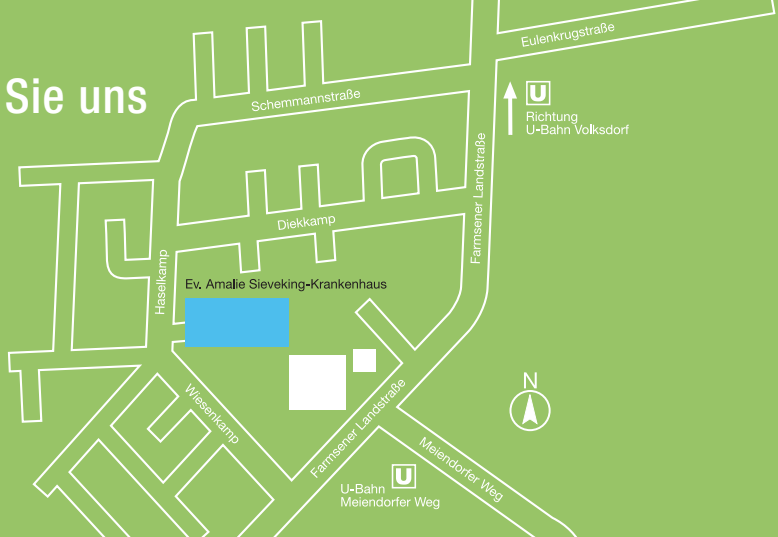 Eulenkrugstraße
Sie uns
Schemmannstraße
U
Richtung
U-Bahn Volksdorf
Farmsener Landstraße
Diekkamp
Haselkamp
Ev. Amalie Sieveking-Krankenhaus
N
Wiesenkamp
Farmsener Landstraße
Meiendorfer Weg
U
U-Bahn
Meiendorfer Weg